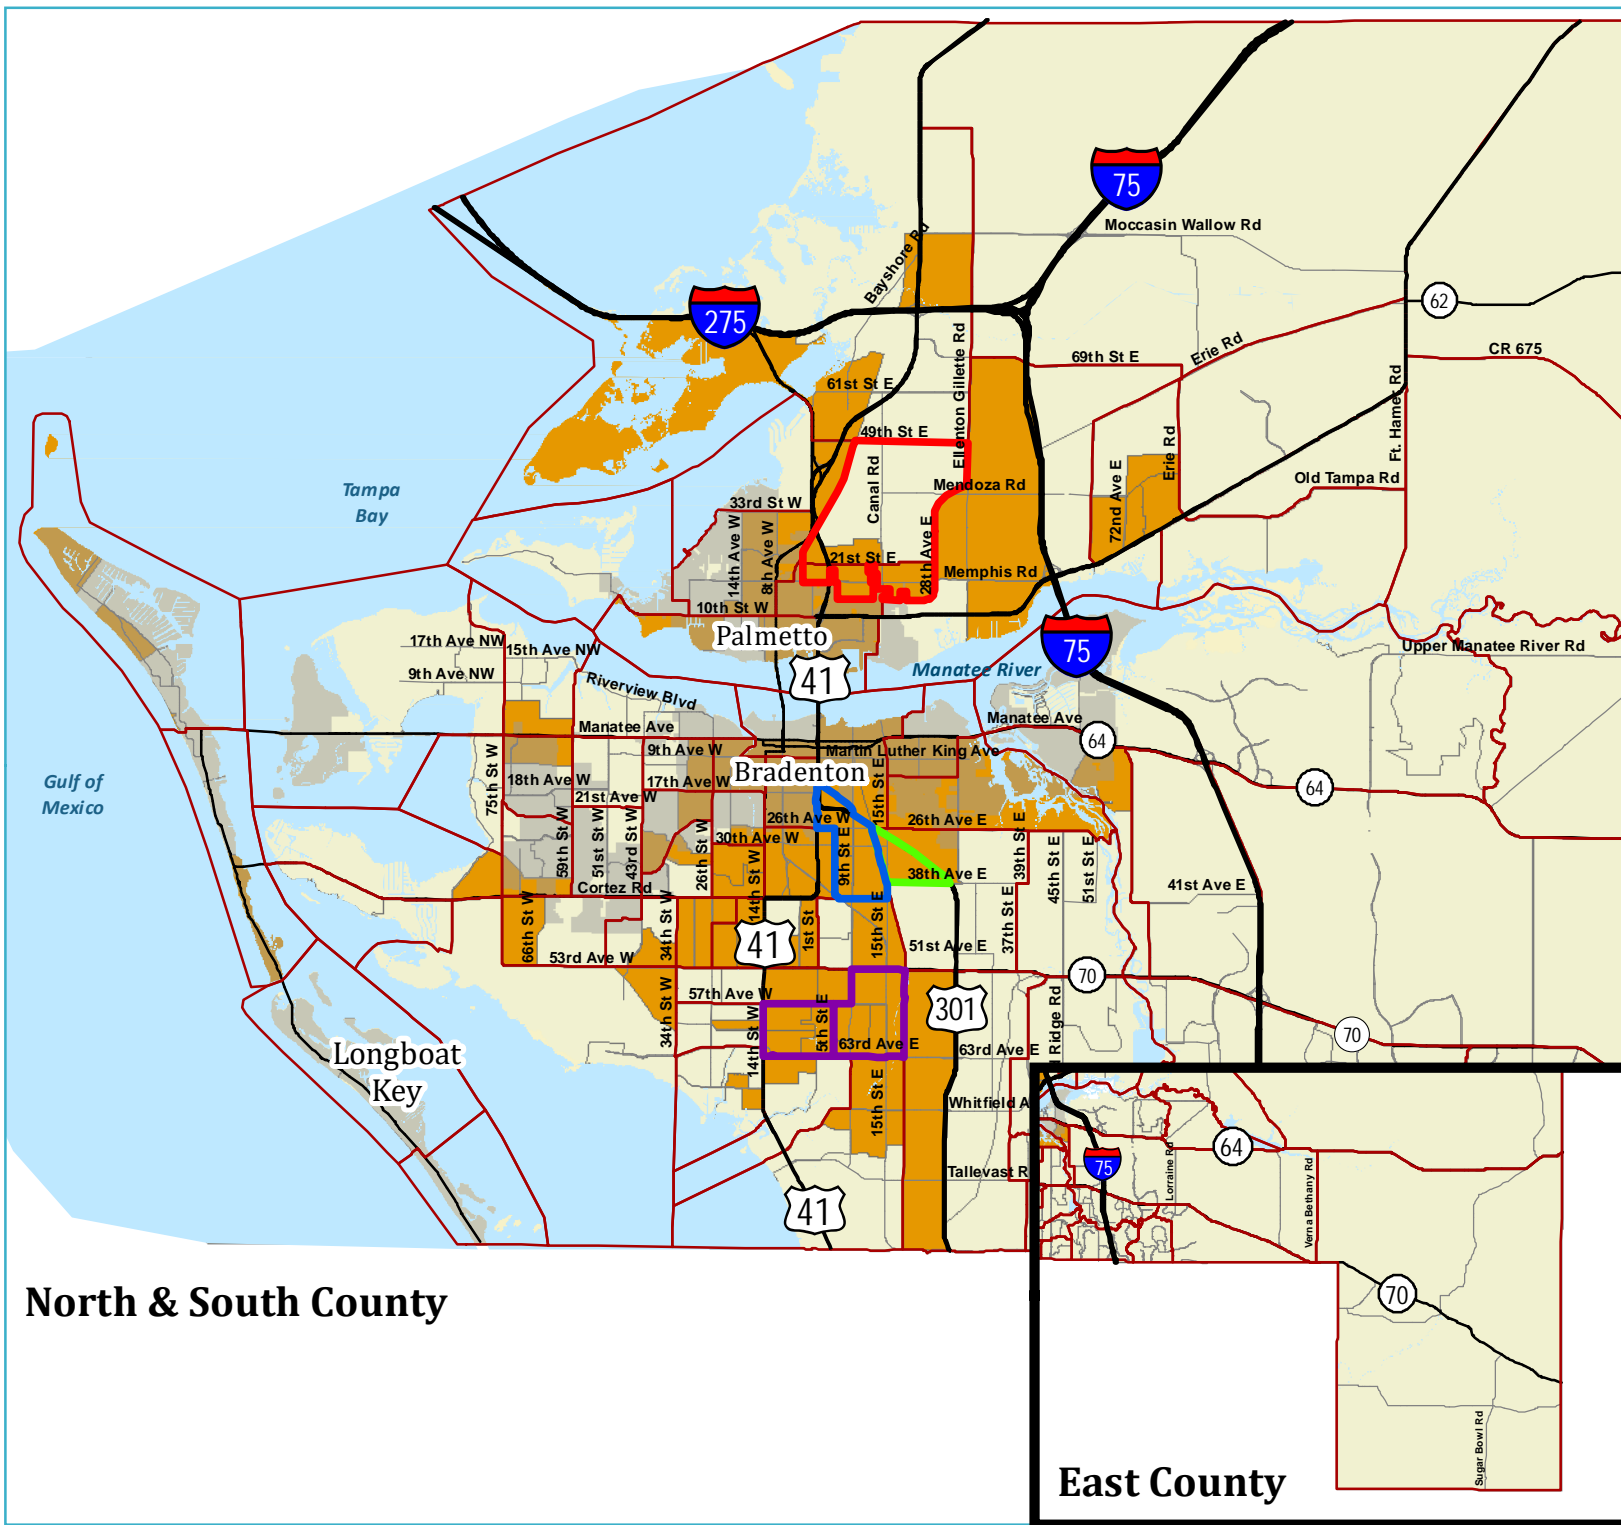 75
Moccasin Wallow Rd
Bayshore Rd
62
275
Ellenton Gillette Rd
69th St E
Erie Rd
CR 675
61st St E
Ft. Hamer Rd
49th St E
Canal Rd
Mendoza Rd
72nd Ave E
Erie Rd
Old Tampa Rd
Tampa
Bay
33rd St W
14th Ave W
8th Ave W
21st St E
28th Ave E
Memphis Rd
10th St W
Palmetto
17th Ave NW
15th Ave NW
9th Ave NW
Riverview Blvd
41
Manatee River
75
Upper Manatee River Rd
Manatee Ave
Manatee Ave
64
9th Ave W
Martin Luther King Ave
Bradenton
Gulf of
Mexico
75th St W
18th Ave W
17th Ave W
21st Ave W
15th St E
64
59th St W
51st St W
43rd St W
26th St W
26th Ave W
30th Ave W
14th St W
9th St E
26th Ave E
39th St E
45th St E
51st St E
38th Ave E
41st Ave E
Cortez Rd
66th St W
34th St W
41
1st St
15th St E
51st Ave E
37th St E
53rd Ave W
70
57th Ave W
34th St W
14th St W
5th St E
63rd Ave E
301
63rd Ave E
l Ridge Rd
70
Longboat
Key
15th St E
Whitfield A
Tallevast R
41
North & South County
75
Lorraine Rd
64
Verna Bethany Rd
70
Sugar Bowl Rd
East County